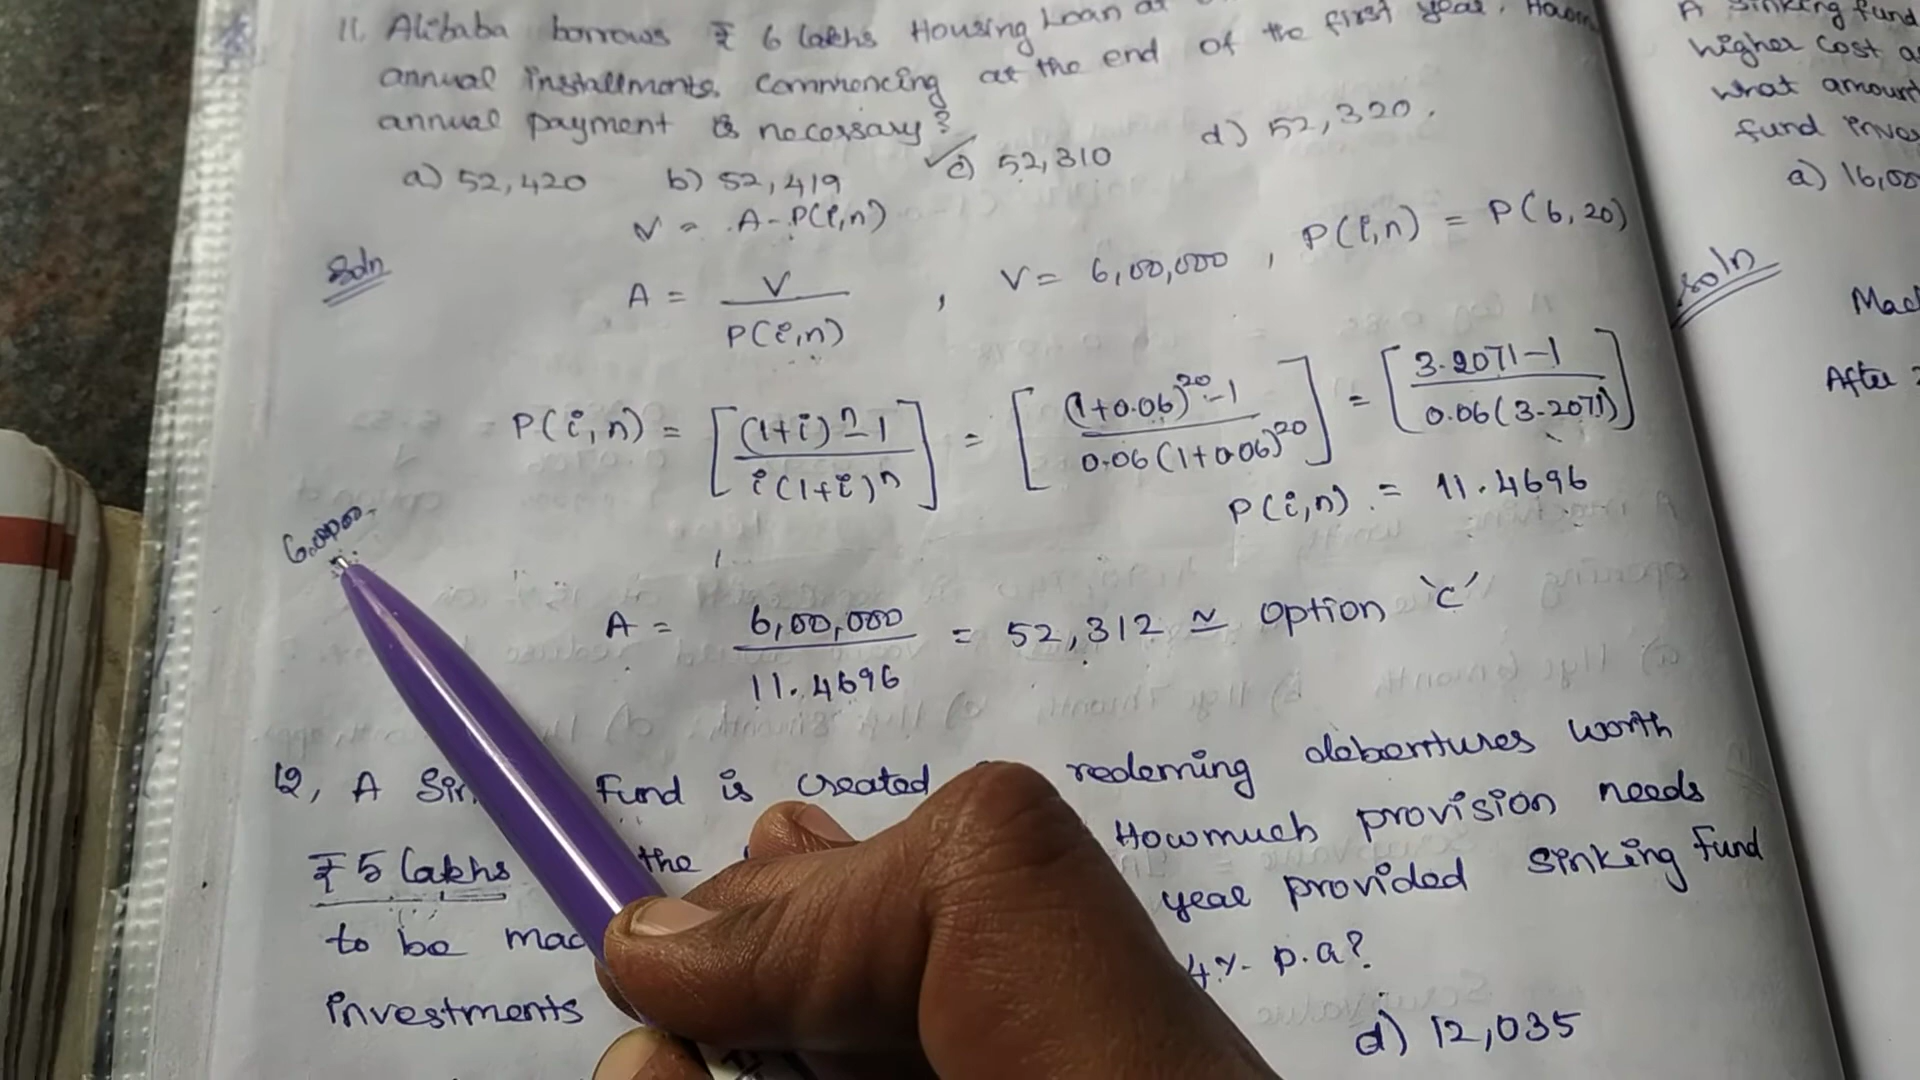 11. Alibaba borrows ₹ 6 lakhs Housing Loan at
annual installments. commencing at the end of the first year. How
annual payment is necessary?
a) 52,420 b) 52,419 c) 52,310 d) 52,320.
V = A-P(i,n)
Soln
A = V / P(i,n) , V = 6,00,000 , P(i,n) = P(6,20)
P(i,n) = [(1+i)^n-1 / i(1+i)^n] = [(1+0.06)^20-1 / 0.06(1+0.06)^20] = [3.2071-1 / 0.06(3.2071)]
P(i,n) = 11.4696
6,00,000
A = 6,00,000 / 11.4696 = 52,312 ≃ option 'c'
12, A fund is created redeming debentures worth
₹5 lakhs the Howmuch provision needs
to be year provided sinking fund
investments 4% p.a?
d) 12,035
A sinking fund
higher cost
what amount
fund
a) 16,000
soln
After